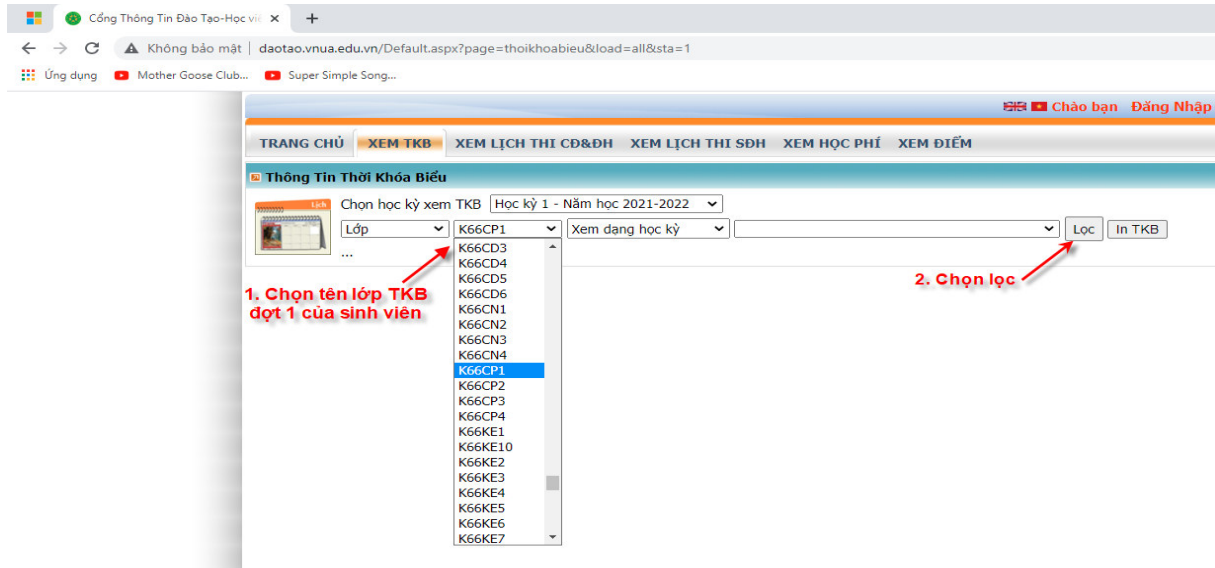 Cổng Thông Tin Đào Tạo-Học việ
Không bảo mật | daotao.vnua.edu.vn/Default.aspx?page=thoikhoabieu&load=all&sta=1
Ứng dụng Mother Goose Club... Super Simple Song...
Chào bạn Đăng Nhập
TRANG CHỦ XEM TKB XEM LỊCH THI CĐ&ĐH XEM LỊCH THI SĐH XEM HỌC PHÍ XEM ĐIỂM
Thông Tin Thời Khóa Biểu
Lịch
Chọn học kỳ xem TKB Học kỳ 1 - Năm học 2021-2022
Lớp K66CP1 Xem dạng học kỳ Lọc In TKB
...
1. Chọn tên lớp TKB
đợt 1 của sinh viên
2. Chọn lọc
K66CD3
K66CD4
K66CD5
K66CD6
K66CN1
K66CN2
K66CN3
K66CN4
K66CP1
K66CP2
K66CP3
K66CP4
K66KE1
K66KE10
K66KE2
K66KE3
K66KE4
K66KE5
K66KE6
K66KE7